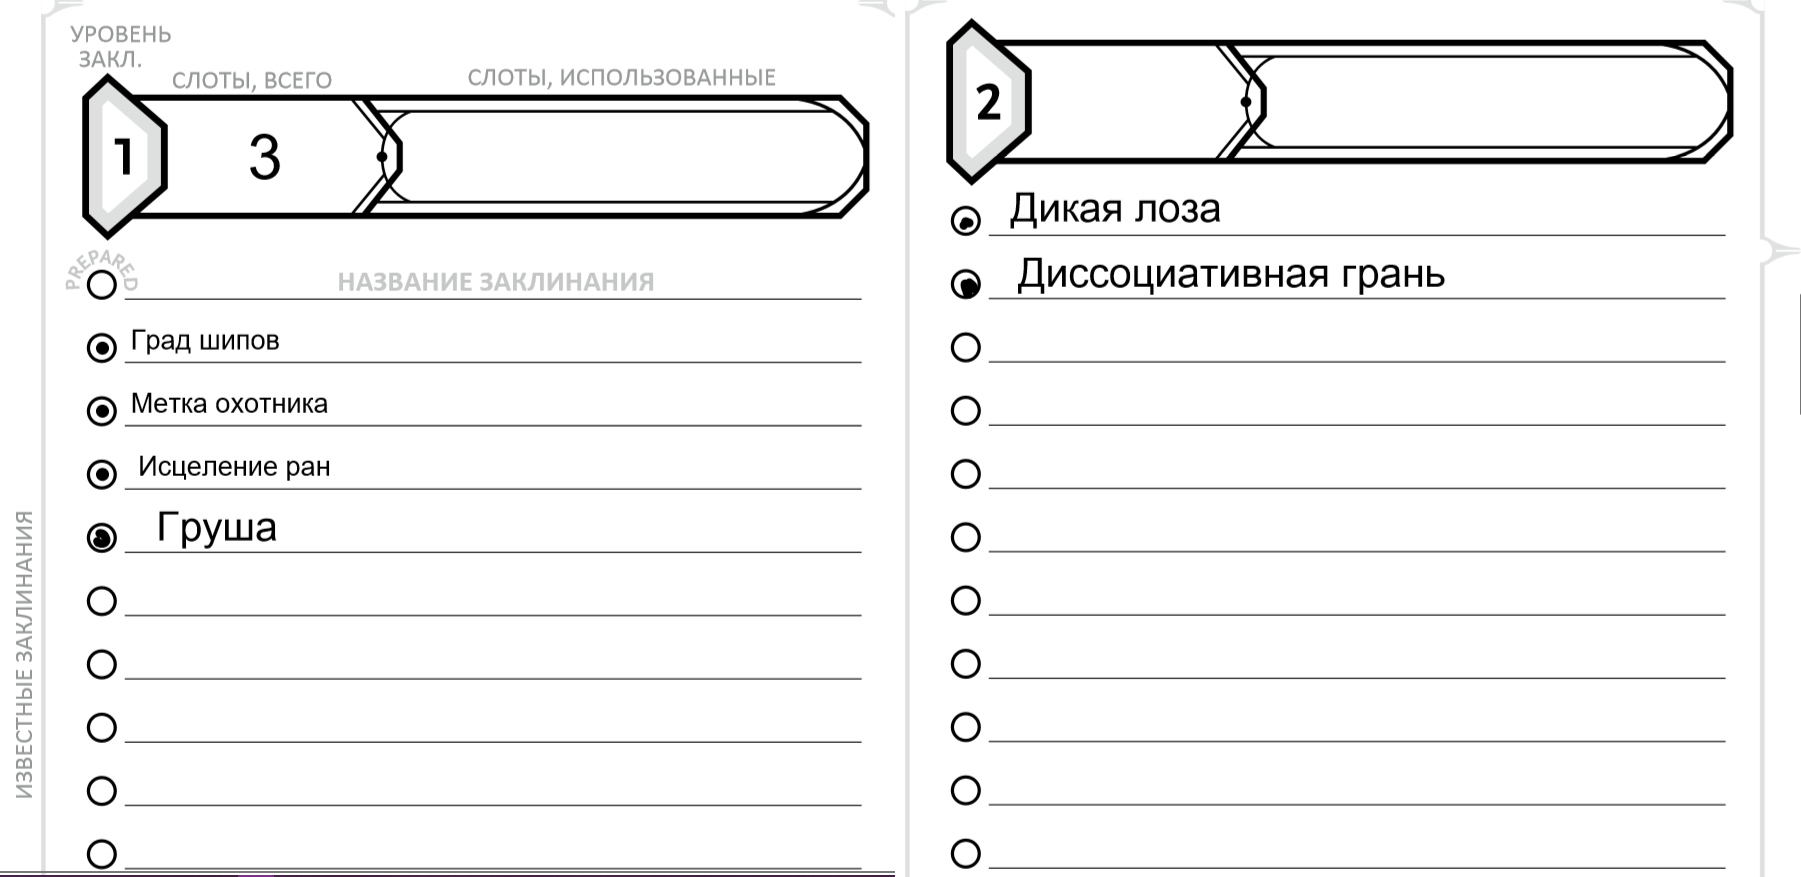 УРОВЕНЬ
ЗАКЛ.
СЛОТЫ, ВСЕГО
СЛОТЫ, ИСПОЛЬЗОВАННЫЕ
1
3
PREPARED
НАЗВАНИЕ ЗАКЛИНАНИЯ
Град шипов
Метка охотника
Исцеление ран
Груша
ИЗВЕСТНЫЕ ЗАКЛИНАНИЯ
2
Дикая лоза
Диссоциативная грань